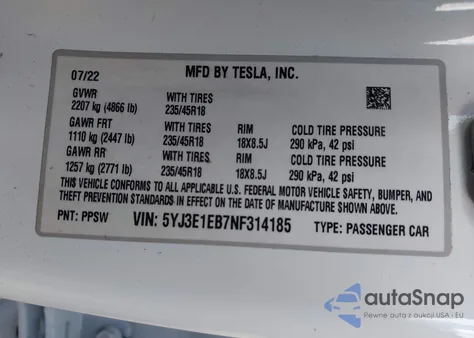 07/22 MFD BY TESLA, INC.
GVWR WITH TIRES
2207 kg (4866 lb) 235/45R18
GAWR FRT WITH TIRES RIM COLD TIRE PRESSURE
1110 kg (2447 lb) 235/45R18 18X8.5J 290 kPa, 42 psi
GAWR RR WITH TIRES RIM COLD TIRE PRESSURE
1257 kg (2771 lb) 235/45R18 18X8.5J 290 kPa, 42 psi
THIS VEHICLE CONFORMS TO ALL APPLICABLE U.S. FEDERAL MOTOR VEHICLE SAFETY, BUMPER, AND
THEFT PREVENTION STANDARDS IN EFFECT ON THE DATE OF MANUFACTURE SHOWN ABOVE.
PNT: PPSW VIN: 5YJ3E1EB7NF314185 TYPE: PASSENGER CAR
autoSnap
Pewne auta z aukcji USA i EU